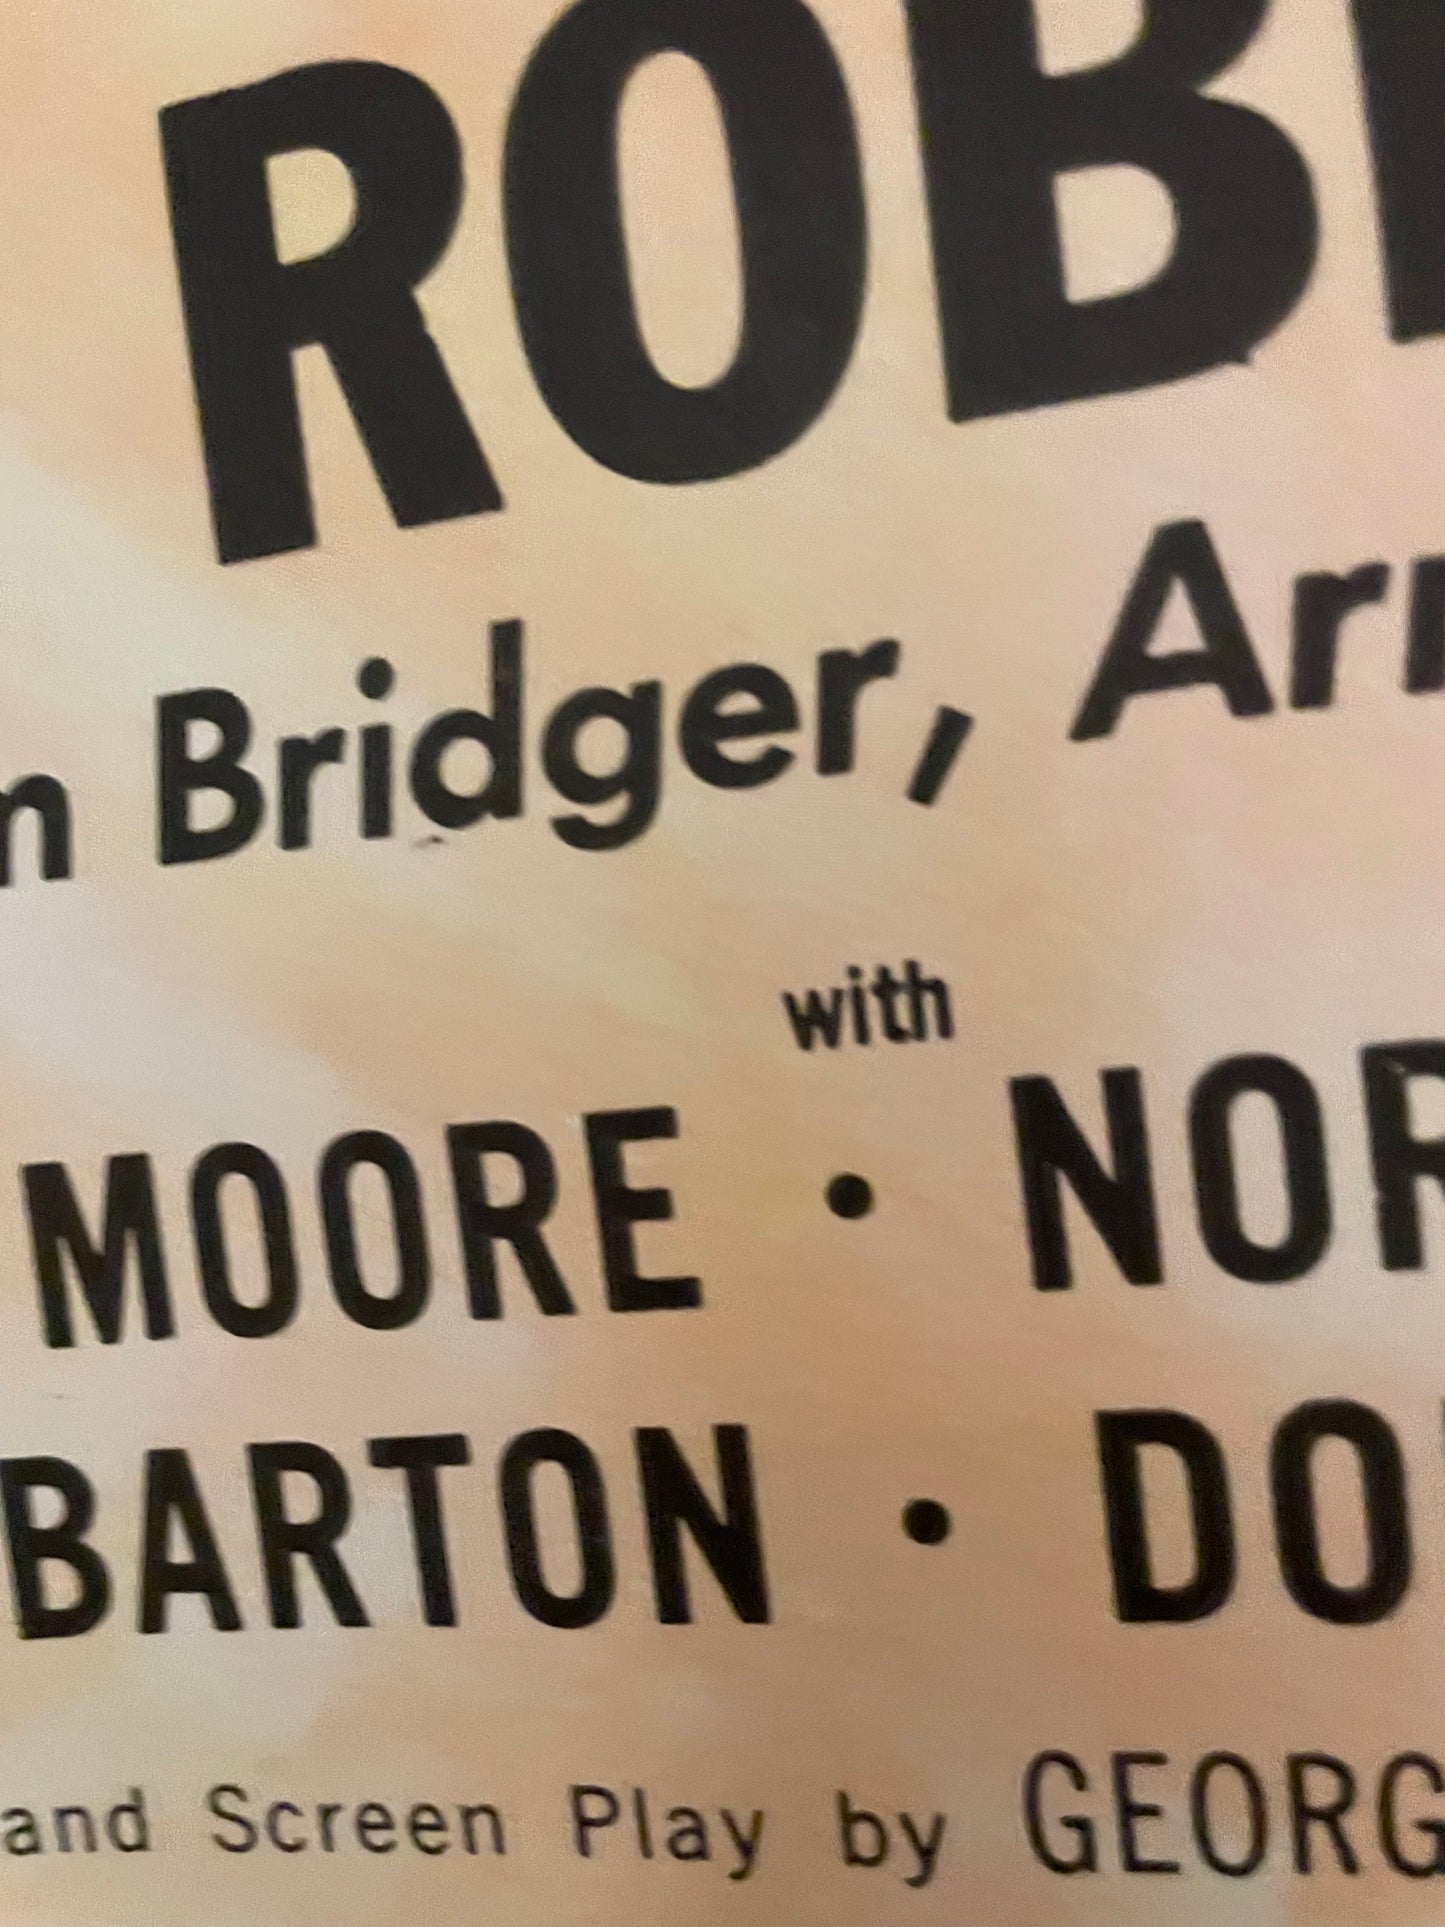 ROB
Bridger, Ar
with
MOORE • NOR
BARTON • DO
and Screen Play by GEORG